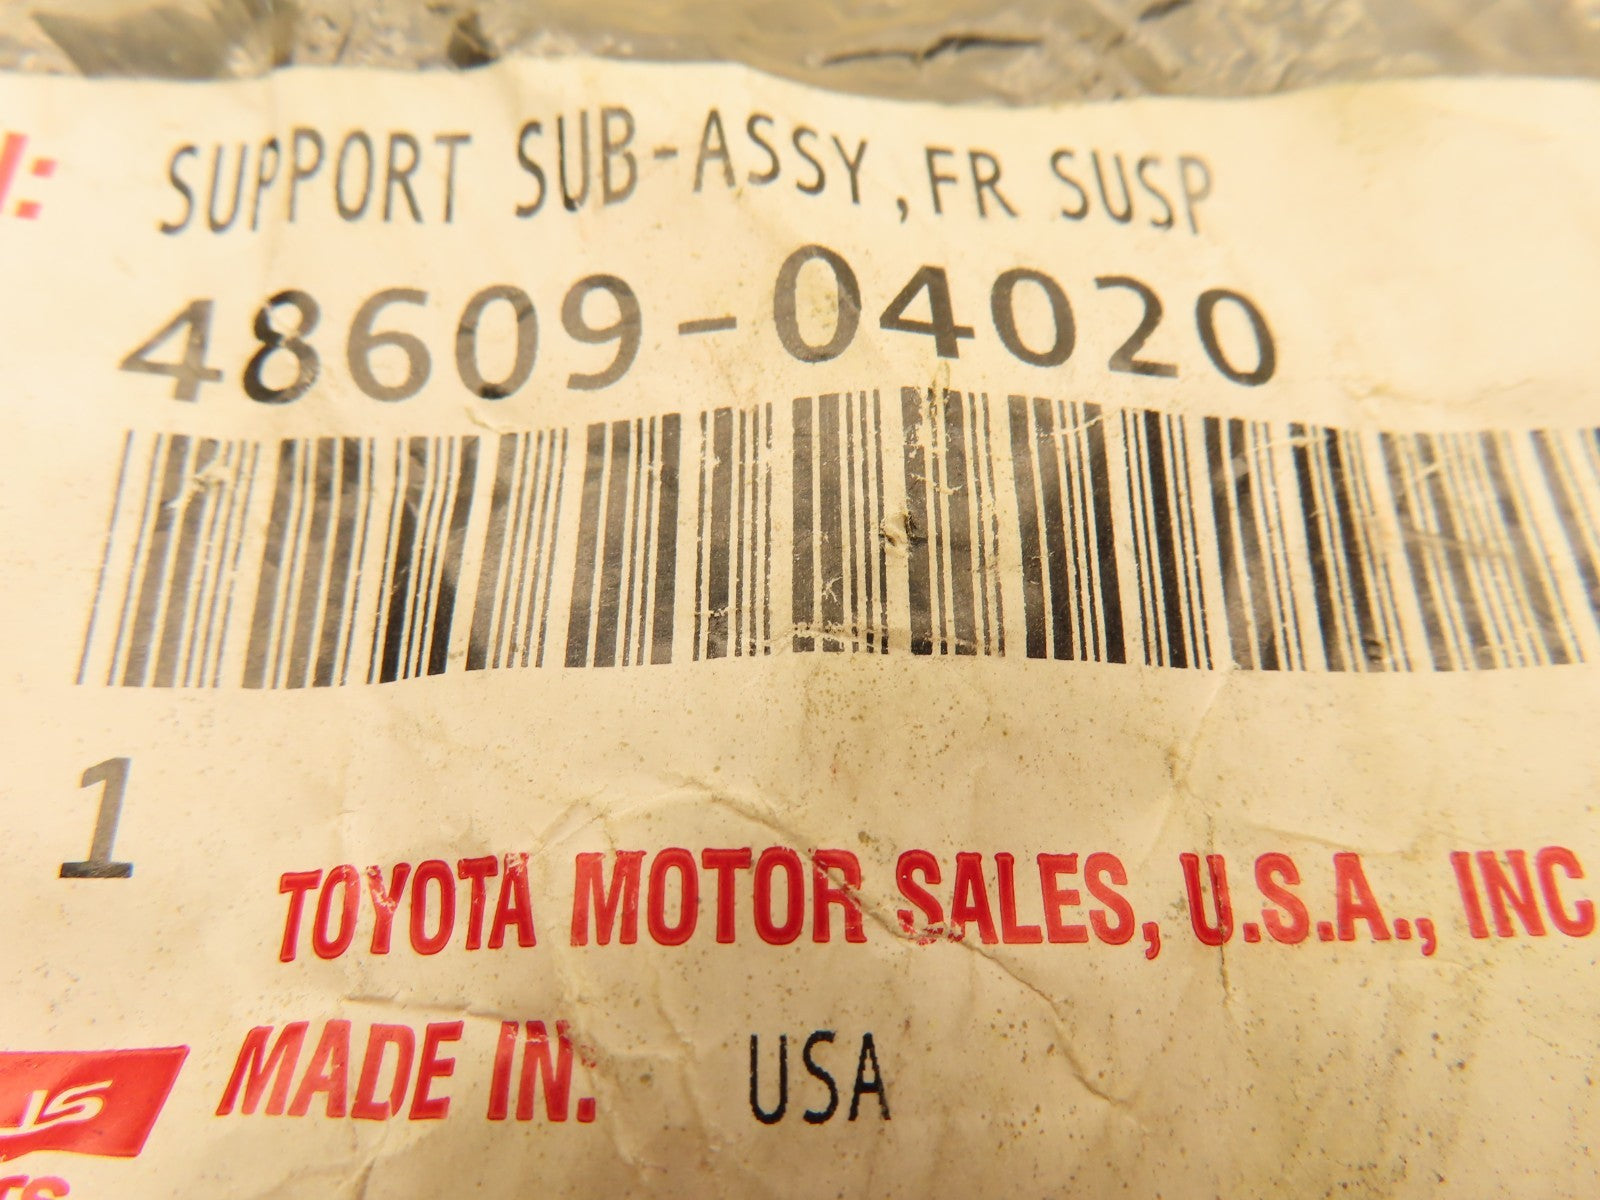 SUPPORT SUB-ASSY,FR SUSP
48609-04020
1
TOYOTA MOTOR SALES, U.S.A., INC
MADE IN: USA